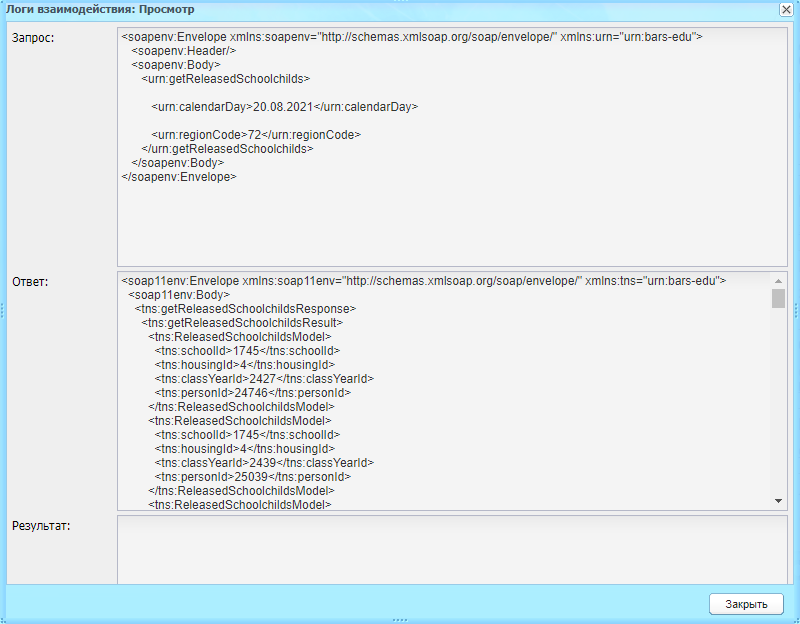 Логи взаимодействия: Просмотр
Запрос:
<soapenv:Envelope xmlns:soapenv="http://schemas.xmlsoap.org/soap/envelope/" xmlns:urn="urn:bars-edu">
<soapenv:Header/>
<soapenv:Body>
<urn:getReleasedSchoolchilds>
<urn:calendarDay>20.08.2021</urn:calendarDay>
<urn:regionCode>72</urn:regionCode>
</urn:getReleasedSchoolchilds>
</soapenv:Body>
</soapenv:Envelope>
Ответ:
<soap11env:Envelope xmlns:soap11env="http://schemas.xmlsoap.org/soap/envelope/" xmlns:tns="urn:bars-edu">
<soap11env:Body>
<tns:getReleasedSchoolchildsResponse>
<tns:getReleasedSchoolchildsResult>
<tns:ReleasedSchoolchildsModel>
<tns:schoolId>1745</tns:schoolId>
<tns:housingId>4</tns:housingId>
<tns:classYearId>2427</tns:classYearId>
<tns:personId>24746</tns:personId>
</tns:ReleasedSchoolchildsModel>
<tns:ReleasedSchoolchildsModel>
<tns:schoolId>1745</tns:schoolId>
<tns:housingId>4</tns:housingId>
<tns:classYearId>2439</tns:classYearId>
<tns:personId>25039</tns:personId>
</tns:ReleasedSchoolchildsModel>
<tns:ReleasedSchoolchildsModel>
Результат:
Закрыть